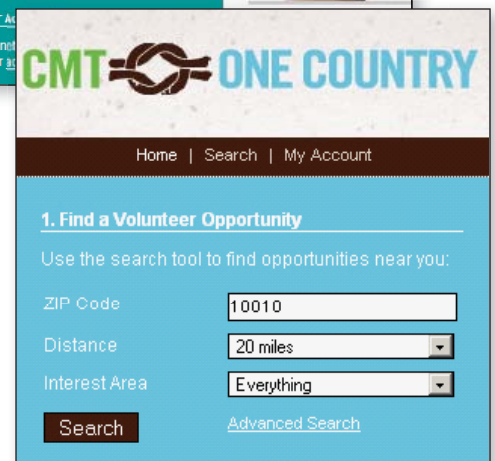 CMT ONE COUNTRY
Home | Search | My Account
1. Find a Volunteer Opportunity
Use the search tool to find opportunities near you:
ZIP Code 10010
Distance 20 miles
Interest Area Everything
Search Advanced Search